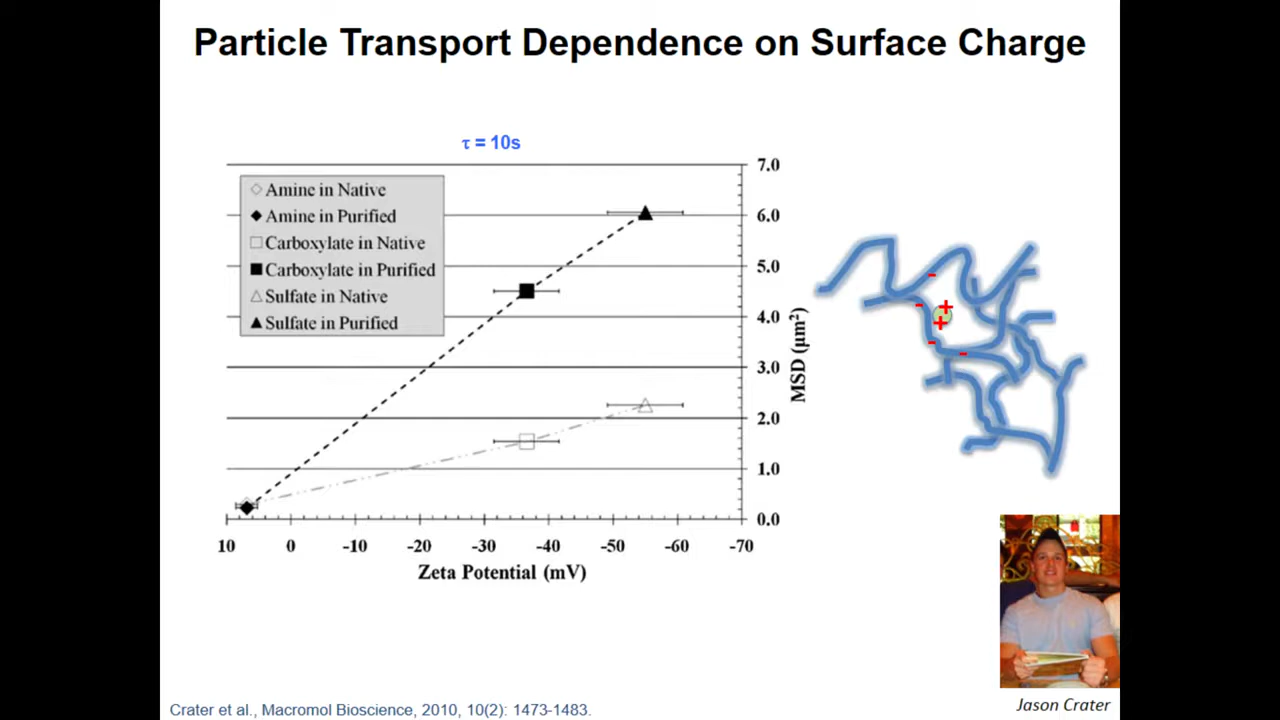 Particle Transport Dependence on Surface Charge
τ = 10s
Amine in Native
Amine in Purified
Carboxylate in Native
Carboxylate in Purified
Sulfate in Native
Sulfate in Purified
7.0
6.0
5.0
4.0
3.0
2.0
1.0
0.0
MSD (µm²)
10 0 -10 -20 -30 -40 -50 -60 -70
Zeta Potential (mV)
-
- +
+
-
-
Jason Crater
Crater et al., Macromol Bioscience, 2010, 10(2): 1473-1483.